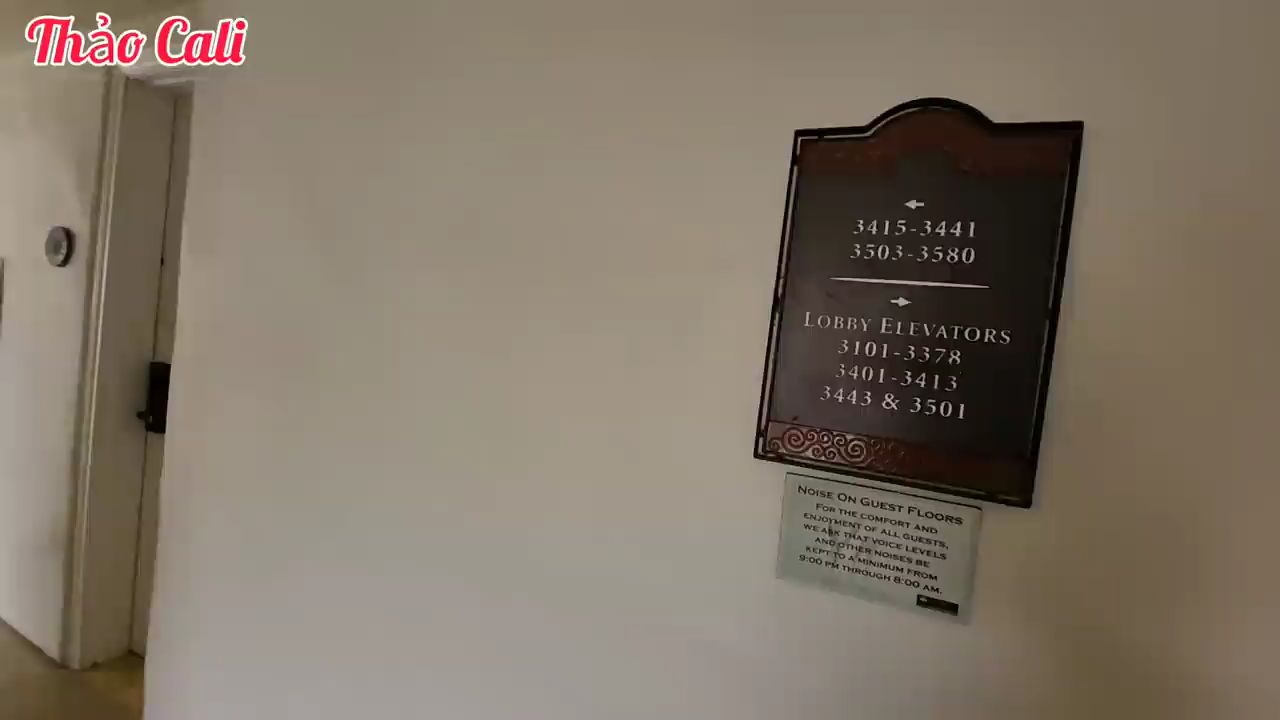 Thảo Cali
←
3415-3441
3503-3580
→
LOBBY ELEVATORS
3101-3378
3401-3413
3443 & 3501
NOISE ON GUEST FLOORS
FOR THE COMFORT AND
ENJOYMENT OF ALL GUESTS,
WE ASK THAT VOICE LEVELS
AND OTHER NOISES BE
KEPT TO A MINIMUM FROM
9:00 PM THROUGH 8:00 AM.